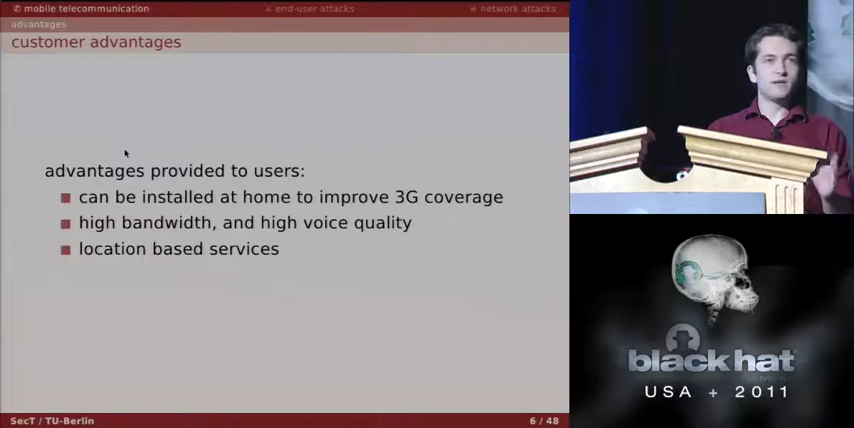 ✆ mobile telecommunication
⚔ end-user attacks
☠ network attacks
advantages
customer advantages
advantages provided to users:
■ can be installed at home to improve 3G coverage
■ high bandwidth, and high voice quality
■ location based services
SecT / TU-Berlin
6 / 48
black hat
USA + 2011